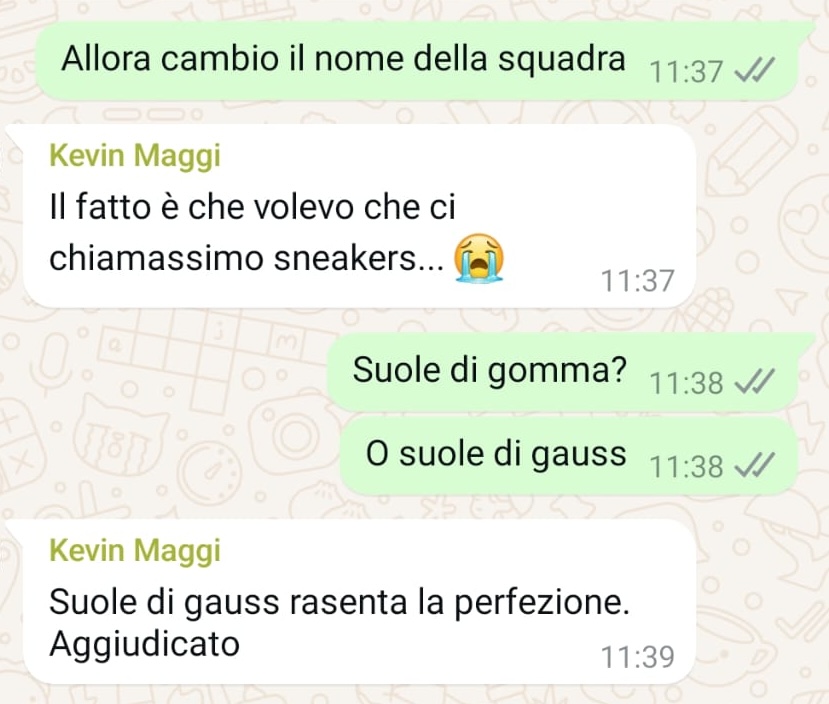 Allora cambio il nome della squadra 11:37
Kevin Maggi
Il fatto è che volevo che ci
chiamassimo sneakers... 😭
11:37
Suole di gomma? 11:38
O suole di gauss 11:38
Kevin Maggi
Suole di gauss rasenta la perfezione.
Aggiudicato
11:39